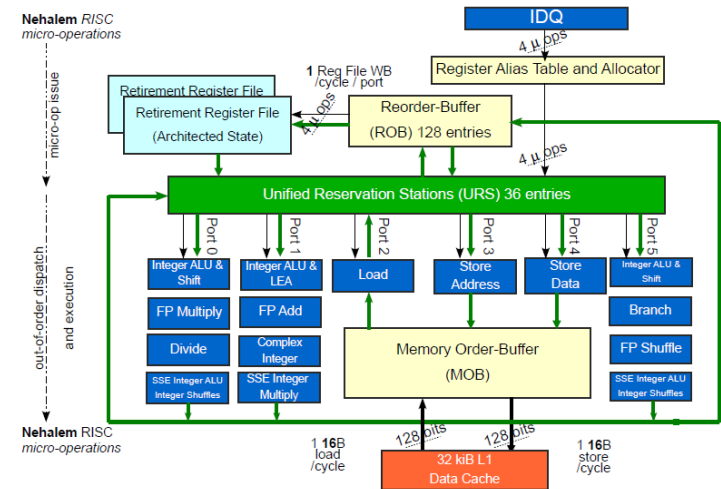 Nehalem RISC
micro-operations
IDQ
4 µ ops
Register Alias Table and Allocator
1 Reg File WB
/cycle / port
Retirement Register File
Retirement Register File
(Architected State)
4 µ ops
Reorder-Buffer
(ROB) 128 entries
micro-op issue
4 µ ops
Unified Reservation Stations (URS) 36 entries
Port 0
Port 1
Port 2
Port 3
Port 4
Port 5
Integer ALU &
Shift
Integer ALU &
LEA
Load
Store
Address
Store
Data
Integer ALU &
Shift
FP Multiply
FP Add
Branch
Divide
Complex
Integer
Memory Order-Buffer
(MOB)
FP Shuffle
SSE Integer ALU
Integer Shuffles
SSE Integer
Multiply
SSE Integer ALU
Integer Shuffles
out-of-order dispatch
and execution
Nehalem RISC
micro-operations
1 16B
load
/cycle
128 bits
128 bits
1 16B
store
/cycle
32 kiB L1
Data Cache